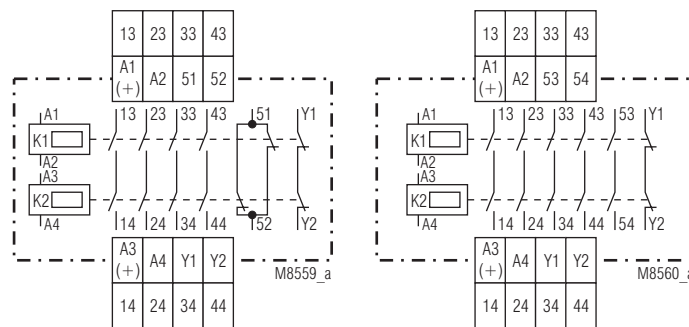 13 23 33 43
A1 (+) A2 51 52
A1 13 23 33 43 51 Y1
K1
A2
A3
K2
A4 14 24 34 44 52 Y2
A3 (+) A4 Y1 Y2
M8559_a
14 24 34 44
13 23 33 43
A1 (+) A2 53 54
A1 13 23 33 43 53 Y1
K1
A2
A3
K2
A4 14 24 34 44 54 Y2
A3 (+) A4 Y1 Y2
M8560_a
14 24 34 44